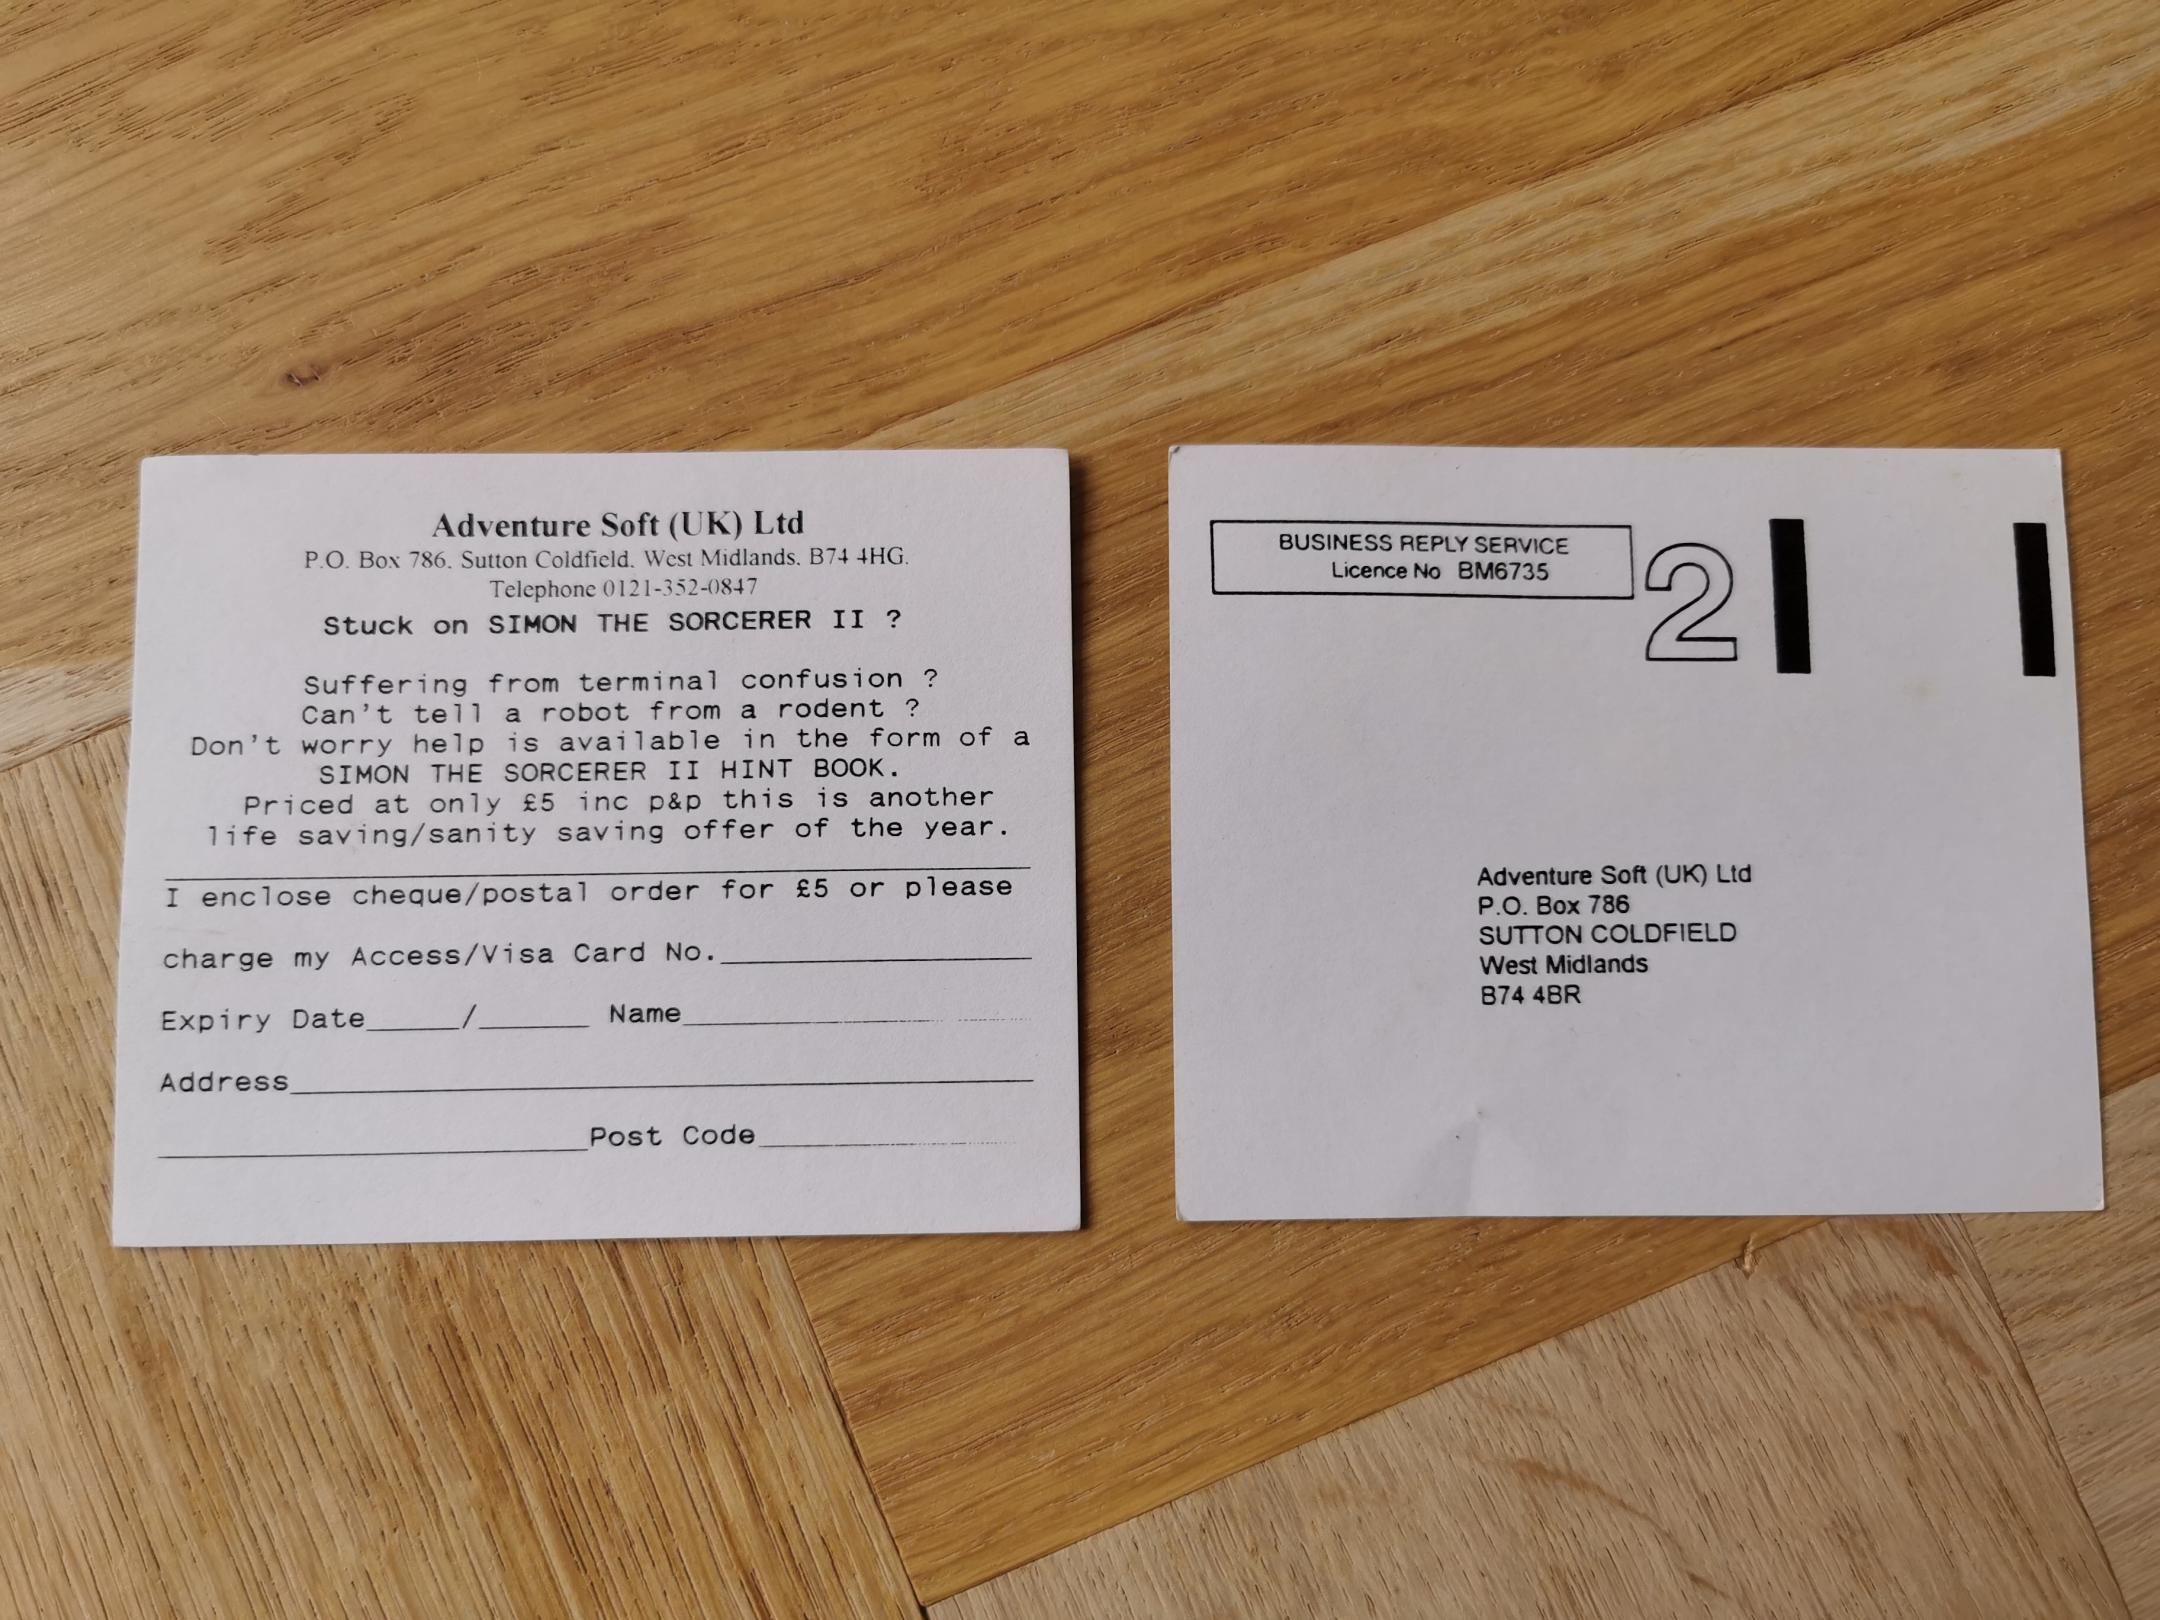 Adventure Soft (UK) Ltd
P.O. Box 786, Sutton Coldfield, West Midlands, B74 4HG.
Telephone 0121-352-0847
Stuck on SIMON THE SORCERER II ?
Suffering from terminal confusion ?
Can't tell a robot from a rodent ?
Don't worry help is available in the form of a
SIMON THE SORCERER II HINT BOOK.
Priced at only £5 inc p&p this is another
life saving/sanity saving offer of the year.
I enclose cheque/postal order for £5 or please
charge my Access/Visa Card No.
Expiry Date / Name
Address
Post Code
BUSINESS REPLY SERVICE
Licence No BM6735
2
Adventure Soft (UK) Ltd
P.O. Box 786
SUTTON COLDFIELD
West Midlands
B74 4BR